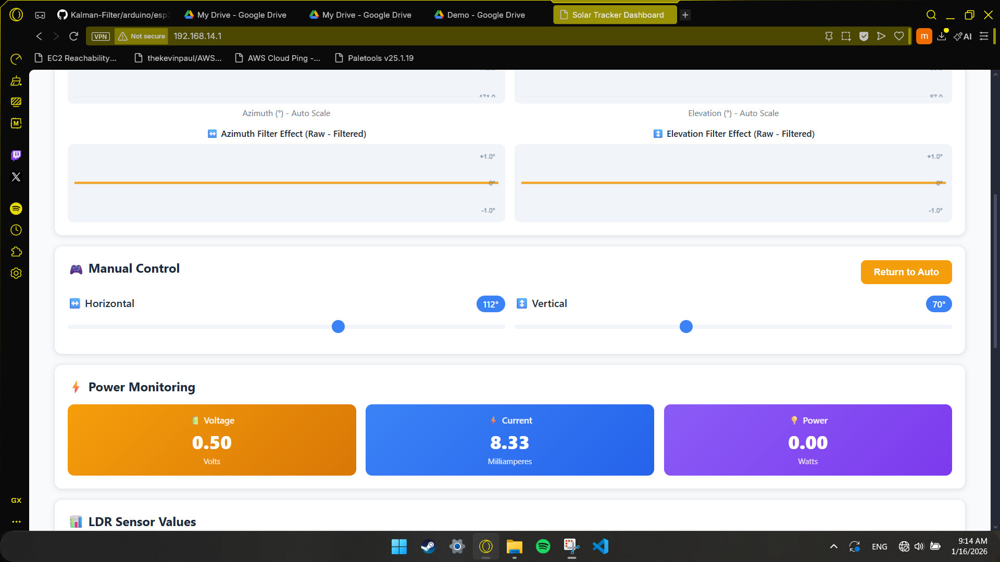 Kalman-Filter/arduino/esp3
My Drive - Google Drive
My Drive - Google Drive
Demo - Google Drive
Solar Tracker Dashboard
VPN
Not secure
192.168.14.1
m
AI
EC2 Reachability...
thekevinpaul/AWS...
AWS Cloud Ping -...
Paletools v25.1.19
171.0
87.0
Azimuth (°) - Auto Scale
Elevation (°) - Auto Scale
Azimuth Filter Effect (Raw - Filtered)
Elevation Filter Effect (Raw - Filtered)
+1.0°
0°
-1.0°
+1.0°
0°
-1.0°
Manual Control
Return to Auto
Horizontal
112°
Vertical
70°
Power Monitoring
Voltage
0.50
Volts
Current
8.33
Milliamperes
Power
0.00
Watts
LDR Sensor Values
M
GX
ENG
9:14 AM
1/16/2026